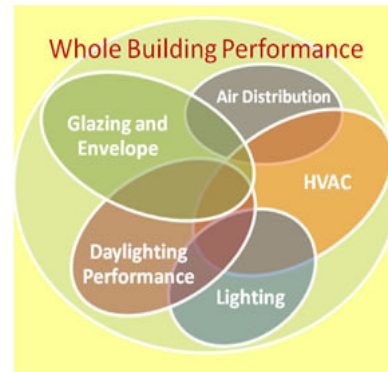 Whole Building Performance
Air Distribution
Glazing and
Envelope
HVAC
Daylighting
Performance
Lighting